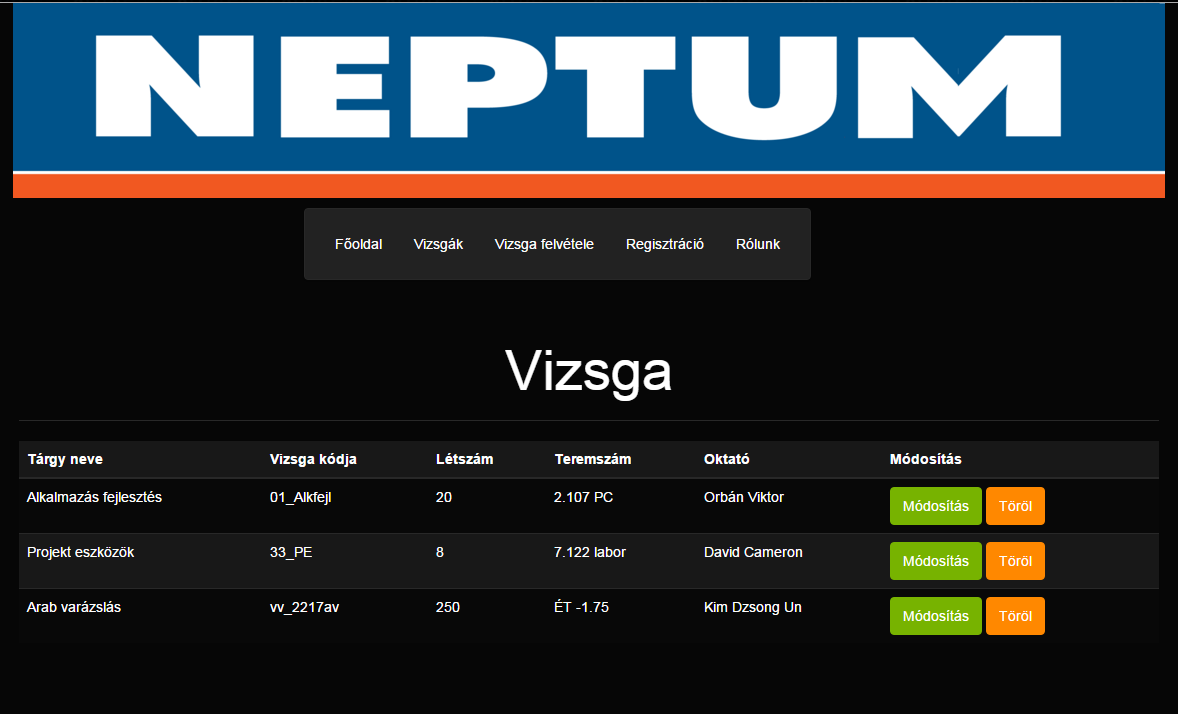 NEPTUM
Főoldal Vizsgák Vizsga felvétele Regisztráció Rólunk
Vizsga
Tárgy neve Vizsga kódja Létszám Teremszám Oktató Módosítás
Alkalmazás fejlesztés 01_Alkfejl 20 2.107 PC Orbán Viktor Módosítás Töröl
Projekt eszközök 33_PE 8 7.122 labor David Cameron Módosítás Töröl
Arab varázslás vv_2217av 250 ÉT -1.75 Kim Dzsong Un Módosítás Töröl